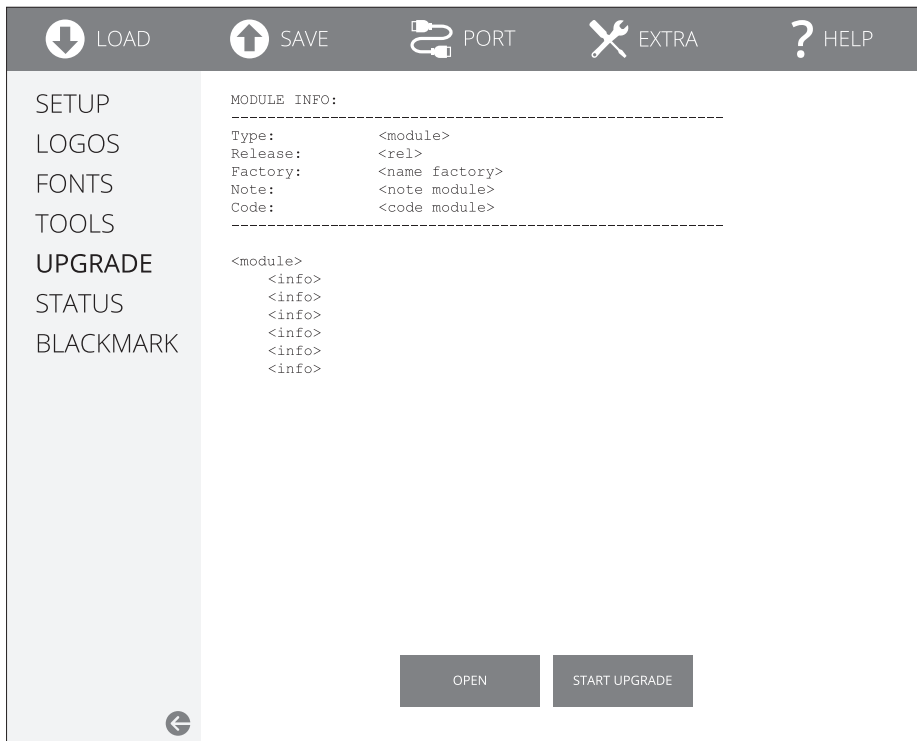 LOAD SAVE PORT EXTRA ? HELP
SETUP
LOGOS
FONTS
TOOLS
UPGRADE
STATUS
BLACKMARK
MODULE INFO:
------------------------------------------------------
Type: <module>
Release: <rel>
Factory: <name factory>
Note: <note module>
Code: <code module>
------------------------------------------------------
<module>
<info>
<info>
<info>
<info>
<info>
<info>
OPEN START UPGRADE